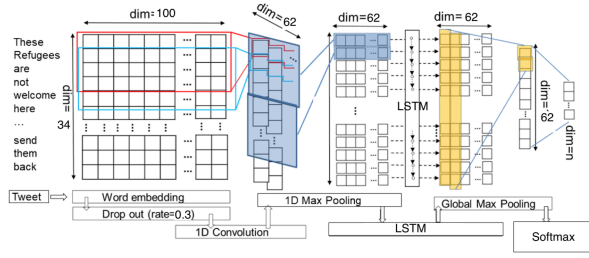 dim=100
dim=62
dim=62
dim=62
These
Refugees
are
not
welcome
here
...
send
them
back
dim=
34
LSTM
dim=
62
dim=n
Tweet
Word embedding
Drop out (rate=0.3)
1D Convolution
1D Max Pooling
LSTM
Global Max Pooling
Softmax